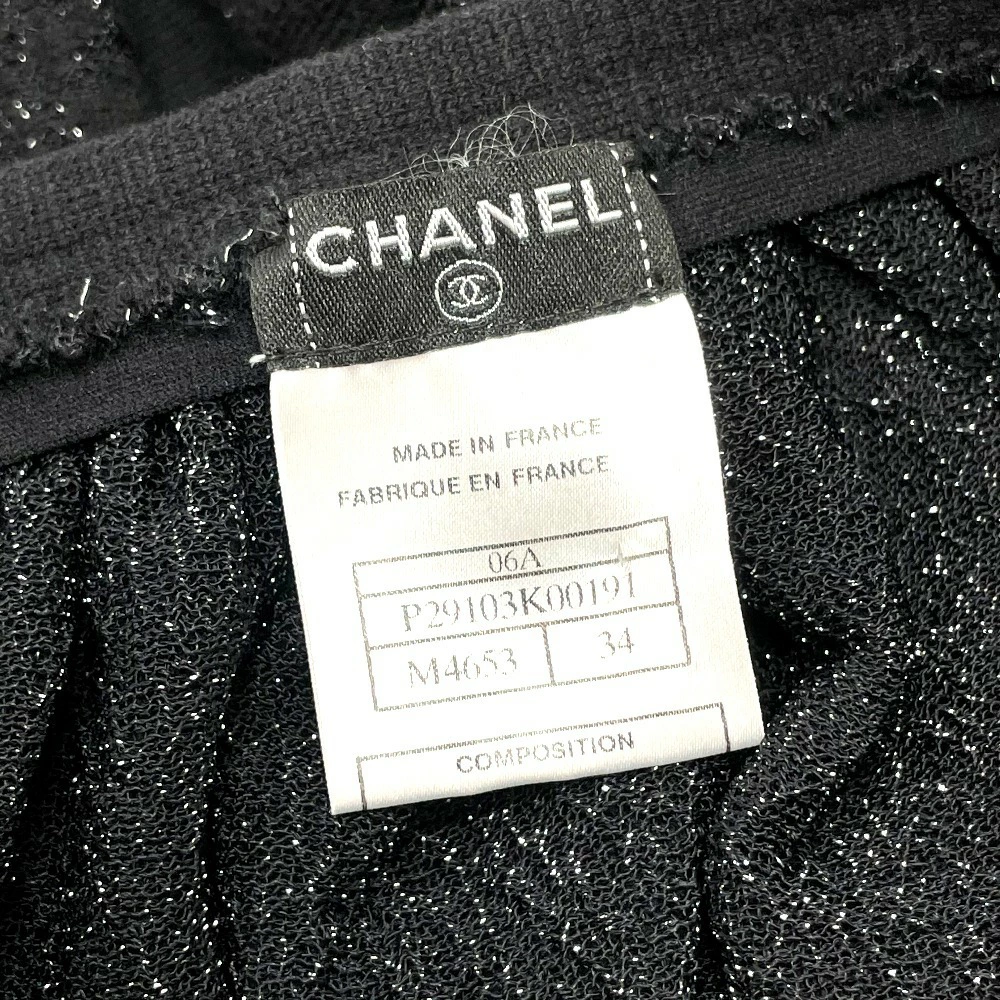 CHANEL
MADE IN FRANCE
FABRIQUE EN FRANCE
06A
P29103K00191
M4653 34
COMPOSITION